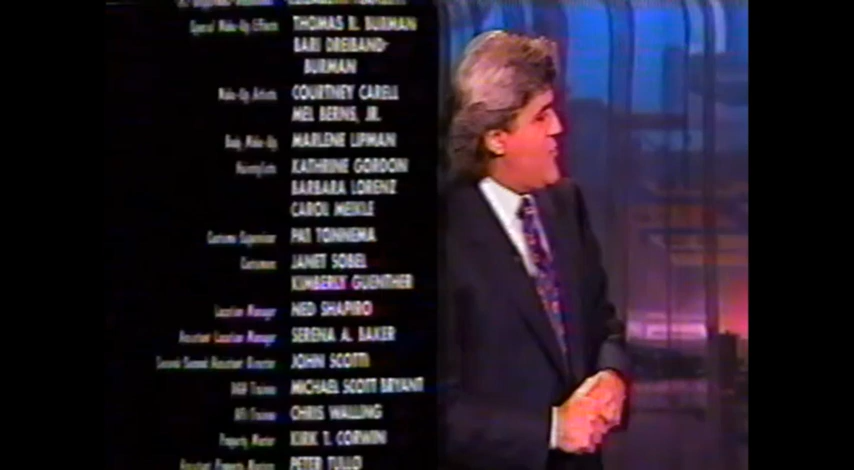 Special Make-Up Effects THOMAS R. BURMAN
BARI DREIBAND-
BURMAN
Make-Up Artists COURTNEY CARELL
MEL BERNS, JR.
Body Make-Up MARLENE LIPMAN
Hairstylists KATHRINE GORDON
BARBARA LORENZ
CAROL MEIKLE
Costume Supervisor PAT TONNEMA
Costumers JANET SOBEL
KIMBERLY GUENTHER
Location Manager NED SHAPIRO
Assistant Location Manager SERENA A. BAKER
Second Second Assistant Director JOHN SCOTTI
DGA Trainee MICHAEL SCOTT BRYANT
CHRIS WALLING
Property Master KIRK T. CORWIN
Assistant Property Master PETER TULLO